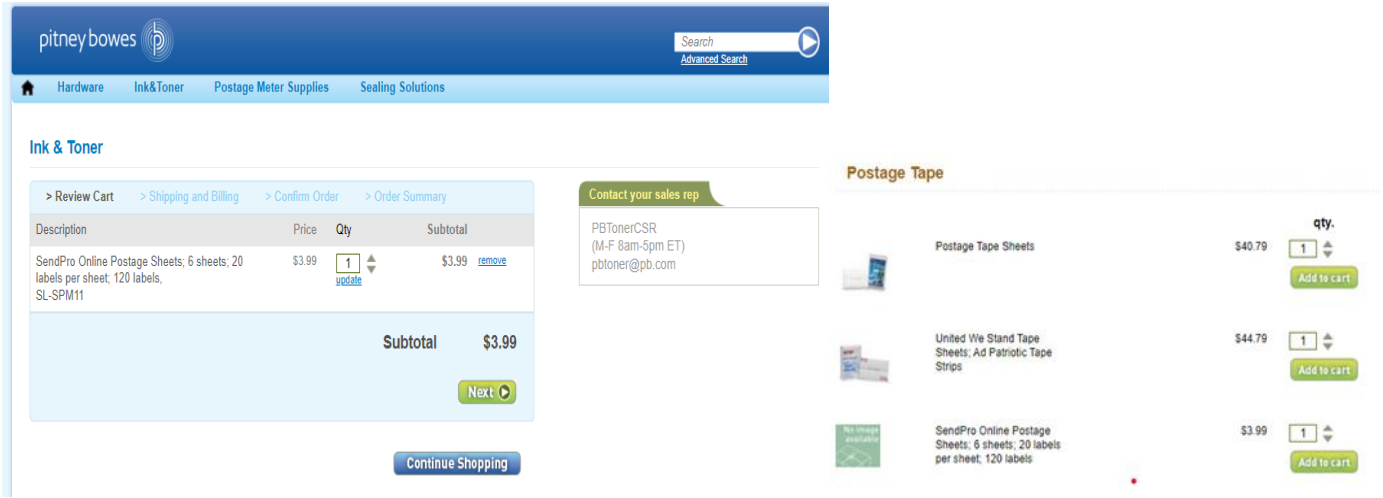 pitney bowes
Search
Advanced Search
Hardware Ink&Toner Postage Meter Supplies Sealing Solutions
Ink & Toner
> Review Cart > Shipping and Billing > Confirm Order > Order Summary
Description Price Qty Subtotal
SendPro Online Postage Sheets; 6 sheets; 20 $3.99 1 $3.99 remove
labels per sheet; 120 labels, update
SL-SPM11
Subtotal $3.99
Next
Continue Shopping
Contact your sales rep
PBTonerCSR
(M-F 8am-5pm ET)
pbtoner@pb.com
Postage Tape
qty.
Postage Tape Sheets $40.79 1
Add to cart
United We Stand Tape $44.79 1
Sheets; Ad Patriotic Tape
Strips
Add to cart
No image
available
SendPro Online Postage $3.99 1
Sheets; 6 sheets; 20 labels
per sheet; 120 labels
Add to cart